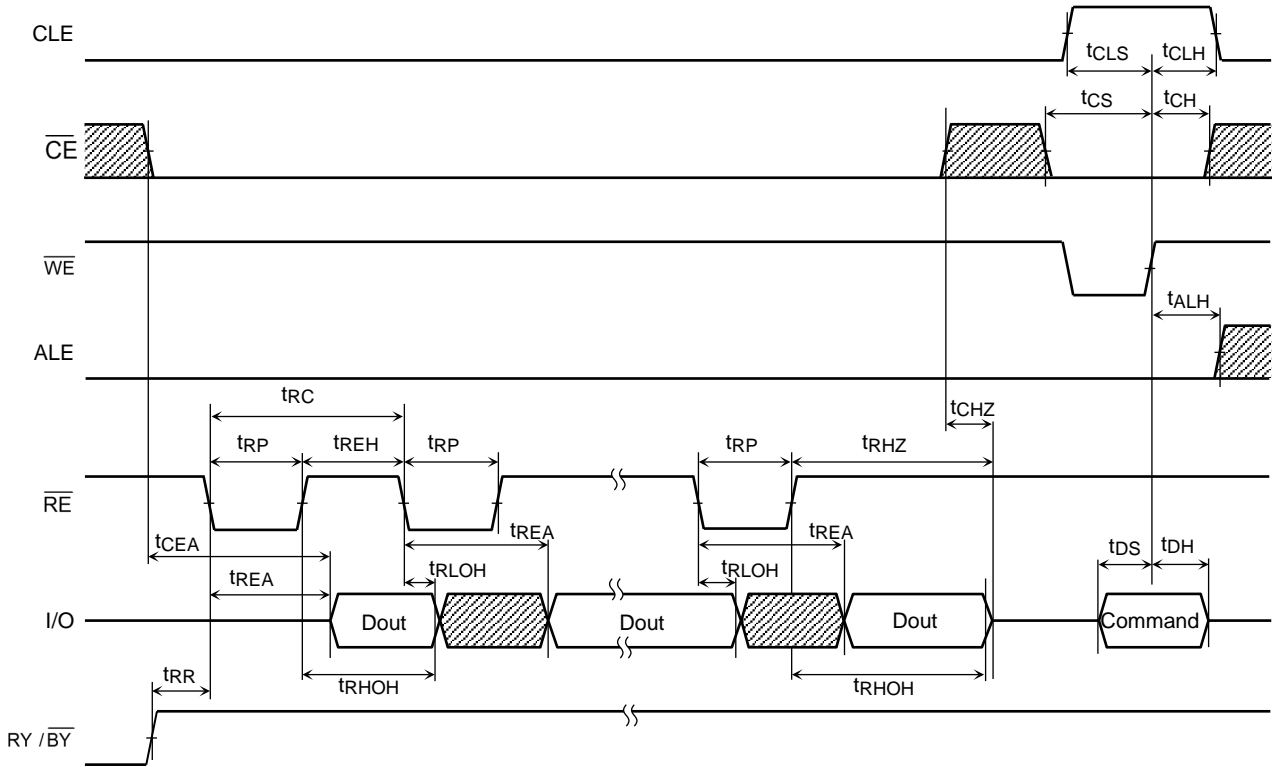 CLE
tCLS
tCLH
tCS
tCH
CE
WE
tALH
ALE
tRC
tCHZ
tRP
tREH
tRP
tRP
tRHZ
RE
tCEA
tREA
tREA
tREA
tRLOH
tRLOH
tDS
tDH
I/O
Dout
Dout
Dout
Command
tRHOH
tRHOH
tRR
RY /BY